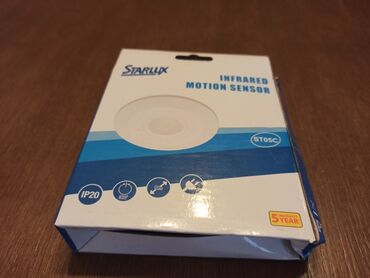 STARLUX
INFRARED
MOTION SENSOR
ST05C
IP20
5
YEAR